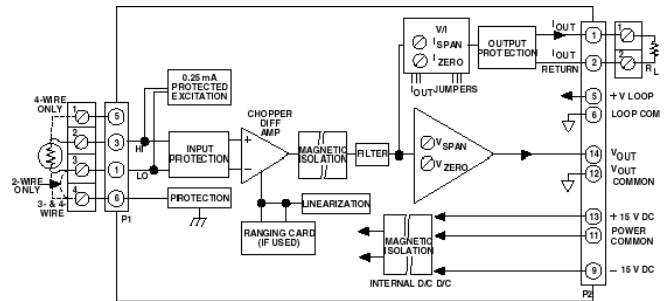 4-WIRE
ONLY
1
2
3
4
2-WIRE
ONLY
3- & 4-
WIRE
5
3
1
6
P1
0.25 mA
PROTECTED
EXCITATION
HI
LO
INPUT
PROTECTION
PROTECTION
CHOPPER
DIFF
AMP
+
−
RANGING CARD
(IF USED)
LINEARIZATION
MAGNETIC
ISOLATION
FILTER
V/I
I SPAN
I ZERO
I OUT JUMPERS
OUTPUT
PROTECTION
V SPAN
V ZERO
MAGNETIC
ISOLATION
INTERNAL D/C D/C
I OUT
I OUT
RETURN
1
2
5
6
14
12
13
11
9
P2
1
2
R L
+ V LOOP
LOOP COM
V OUT
V OUT
COMMON
+ 15 V DC
POWER
COMMON
− 15 V DC